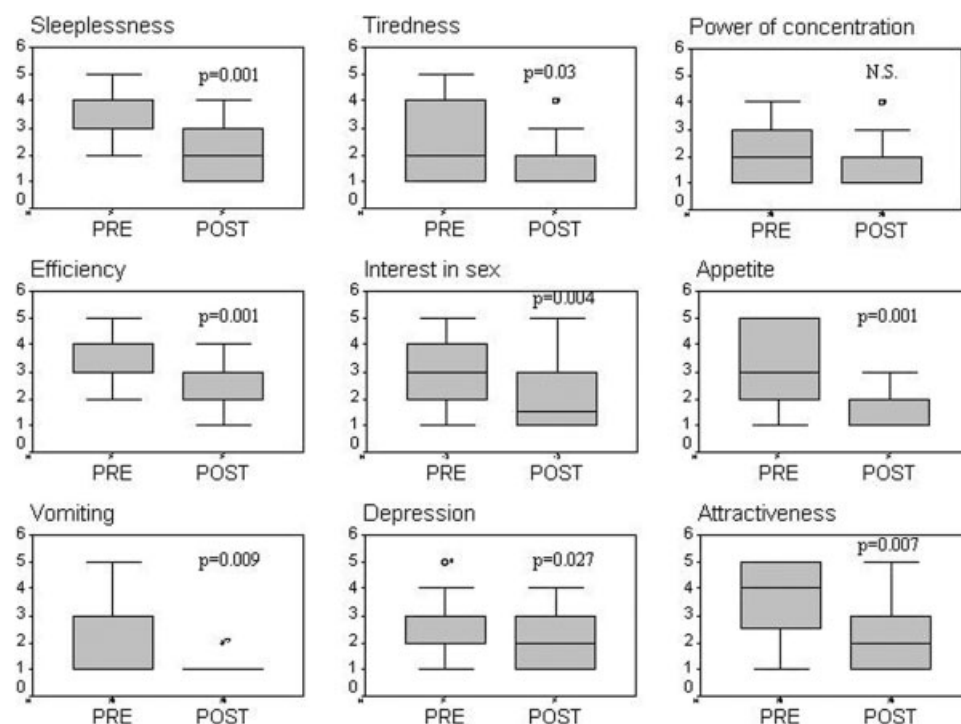 Sleeplessness
6
5
4
3
2
1
0
p=0.001
PRE POST
Tiredness
6
5
4
3
2
1
0
p=0.03
PRE POST
Power of concentration
6
5
4
3
2
1
0
N.S.
PRE POST
Efficiency
6
5
4
3
2
1
0
p=0.001
PRE POST
Interest in sex
6
5
4
3
2
1
0
p=0.004
PRE POST
Appetite
6
5
4
3
2
1
0
p=0.001
PRE POST
Vomiting
6
5
4
3
2
1
0
p=0.009
PRE POST
Depression
6
5
4
3
2
1
0
p=0.027
PRE POST
Attractiveness
6
5
4
3
2
1
0
p=0.007
PRE POST